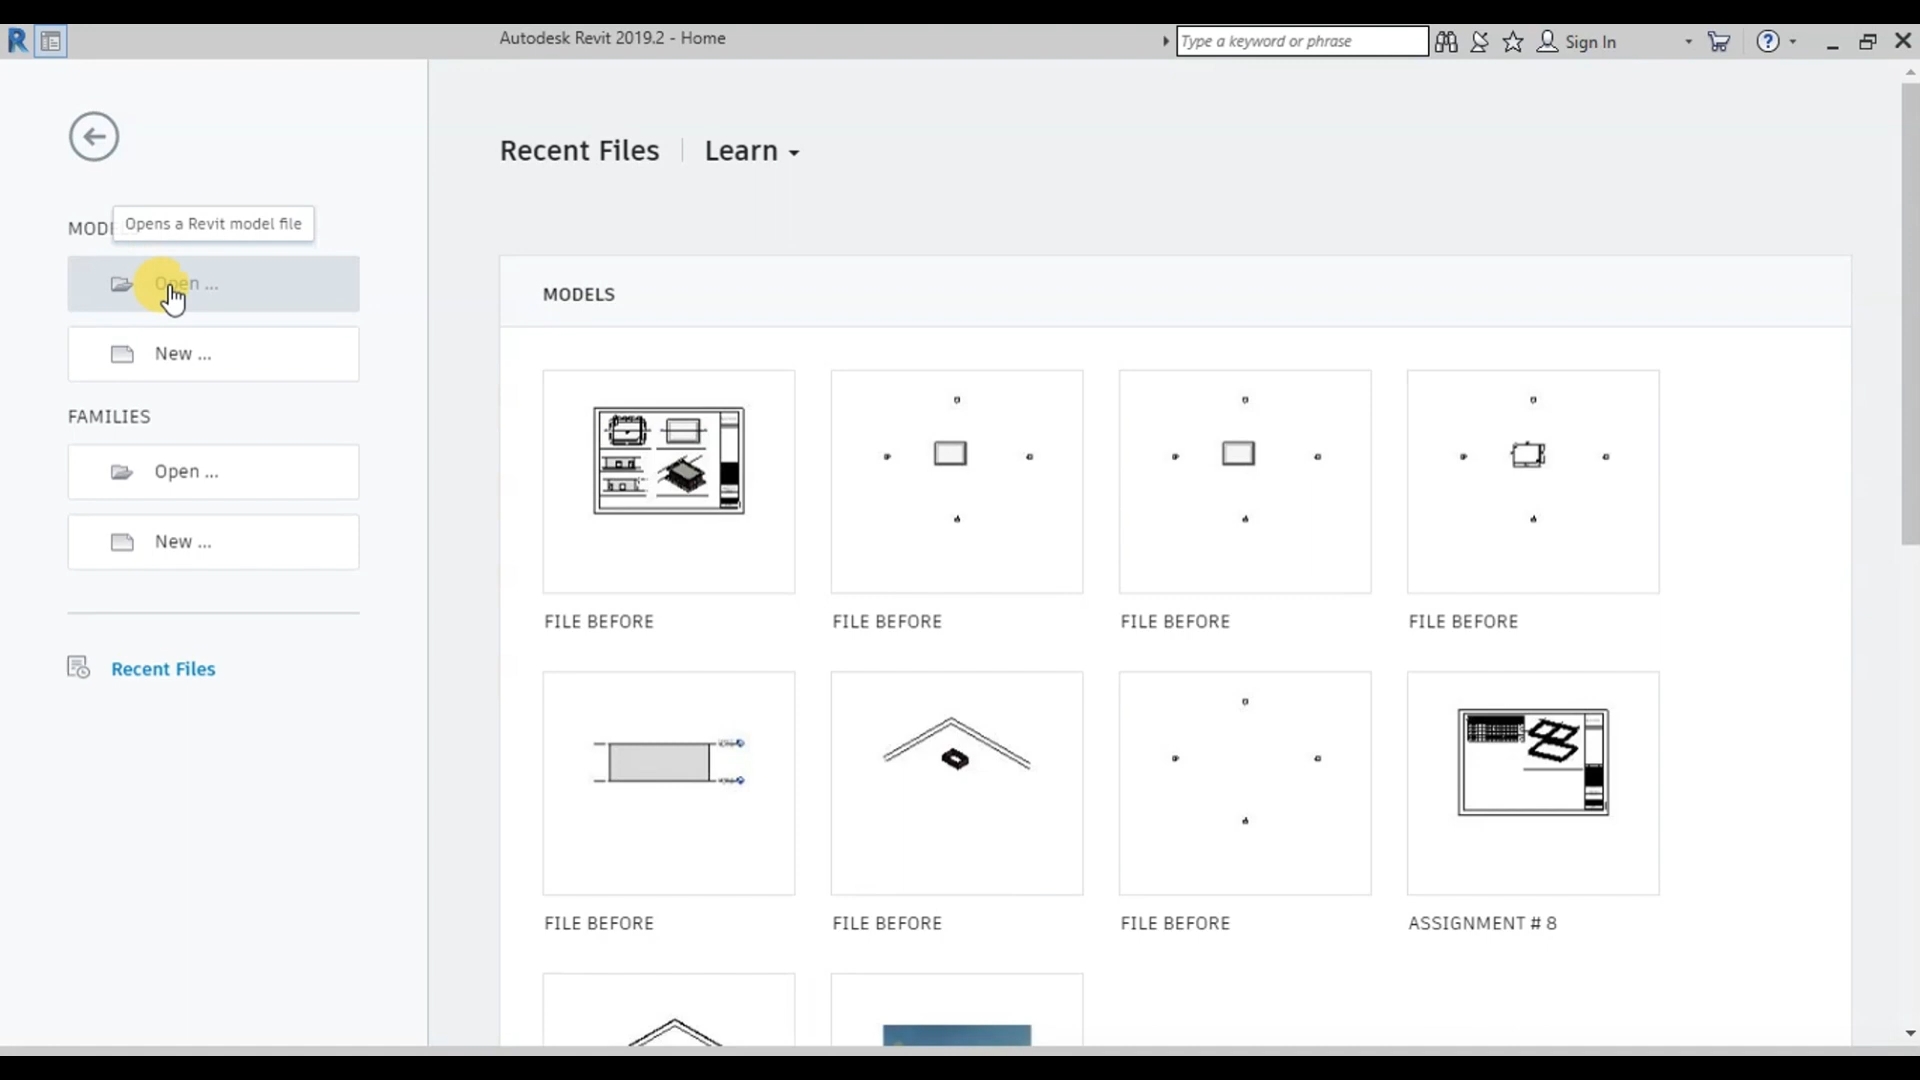 Autodesk Revit 2019.2 - Home
Type a keyword or phrase
Sign In
Recent Files
Learn
Opens a Revit model file
Open ...
New ...
FAMILIES
Open ...
New ...
Recent Files
MODELS
FILE BEFORE
FILE BEFORE
FILE BEFORE
FILE BEFORE
FILE BEFORE
FILE BEFORE
FILE BEFORE
ASSIGNMENT # 8